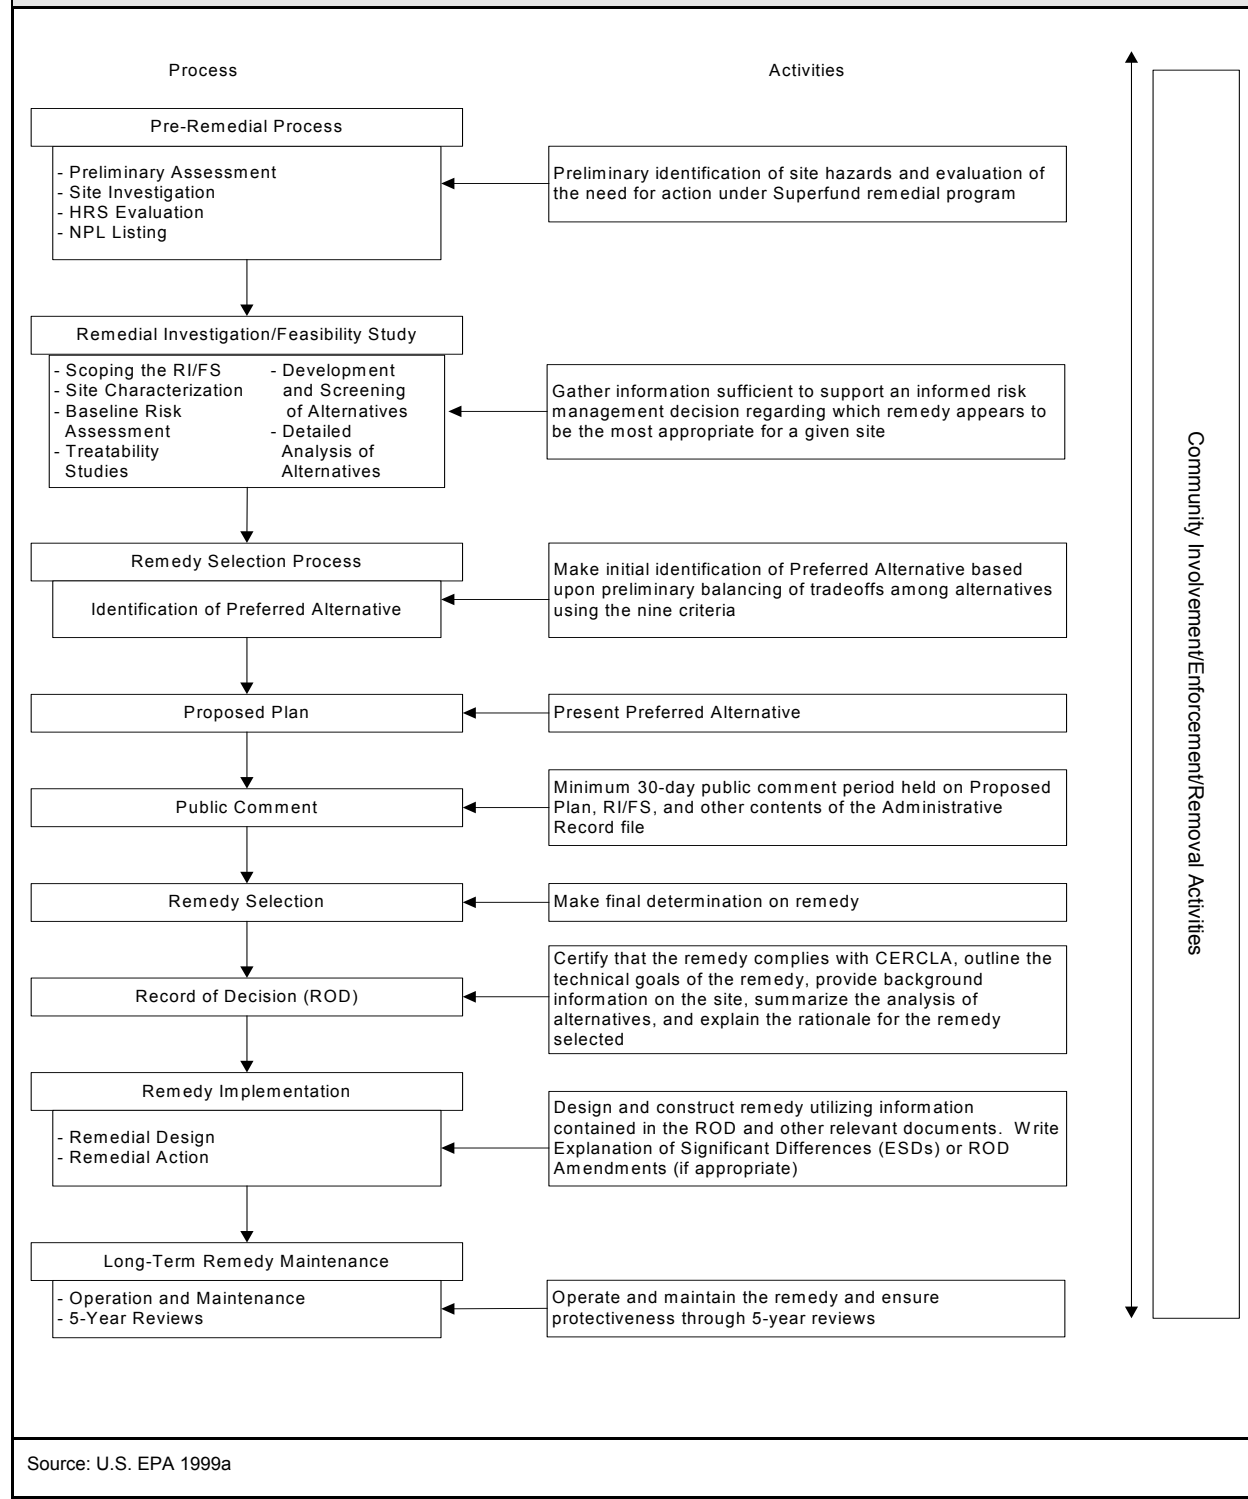 Process
Activities
Pre-Remedial Process
- Preliminary Assessment
- Site Investigation
- HRS Evaluation
- NPL Listing
Preliminary identification of site hazards and evaluation of
the need for action under Superfund remedial program
Remedial Investigation/Feasibility Study
- Scoping the RI/FS
- Site Characterization
- Baseline Risk
Assessment
- Treatability
Studies
- Development
and Screening
of Alternatives
- Detailed
Analysis of
Alternatives
Gather information sufficient to support an informed risk
management decision regarding which remedy appears to
be the most appropriate for a given site
Remedy Selection Process
Identification of Preferred Alternative
Make initial identification of Preferred Alternative based
upon preliminary balancing of tradeoffs among alternatives
using the nine criteria
Proposed Plan
Present Preferred Alternative
Public Comment
Minimum 30-day public comment period held on Proposed
Plan, RI/FS, and other contents of the Administrative
Record file
Remedy Selection
Make final determination on remedy
Record of Decision (ROD)
Certify that the remedy complies with CERCLA, outline the
technical goals of the remedy, provide background
information on the site, summarize the analysis of
alternatives, and explain the rationale for the remedy
selected
Remedy Implementation
- Remedial Design
- Remedial Action
Design and construct remedy utilizing information
contained in the ROD and other relevant documents. Write
Explanation of Significant Differences (ESDs) or ROD
Amendments (if appropriate)
Long-Term Remedy Maintenance
- Operation and Maintenance
- 5-Year Reviews
Operate and maintain the remedy and ensure
protectiveness through 5-year reviews
Community Involvement/Enforcement/Removal Activities
Source: U.S. EPA 1999a